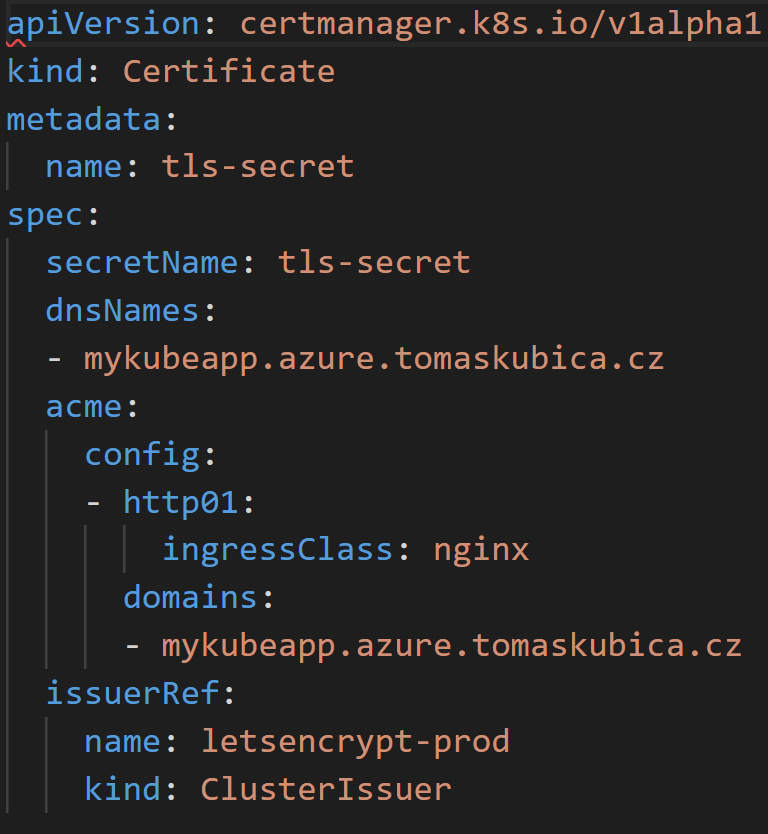 apiVersion: certmanager.k8s.io/v1alpha1
kind: Certificate
metadata:
  name: tls-secret
spec:
  secretName: tls-secret
  dnsNames:
  - mykubeapp.azure.tomaskubica.cz
  acme:
    config:
    - http01:
        ingressClass: nginx
      domains:
      - mykubeapp.azure.tomaskubica.cz
  issuerRef:
    name: letsencrypt-prod
    kind: ClusterIssuer